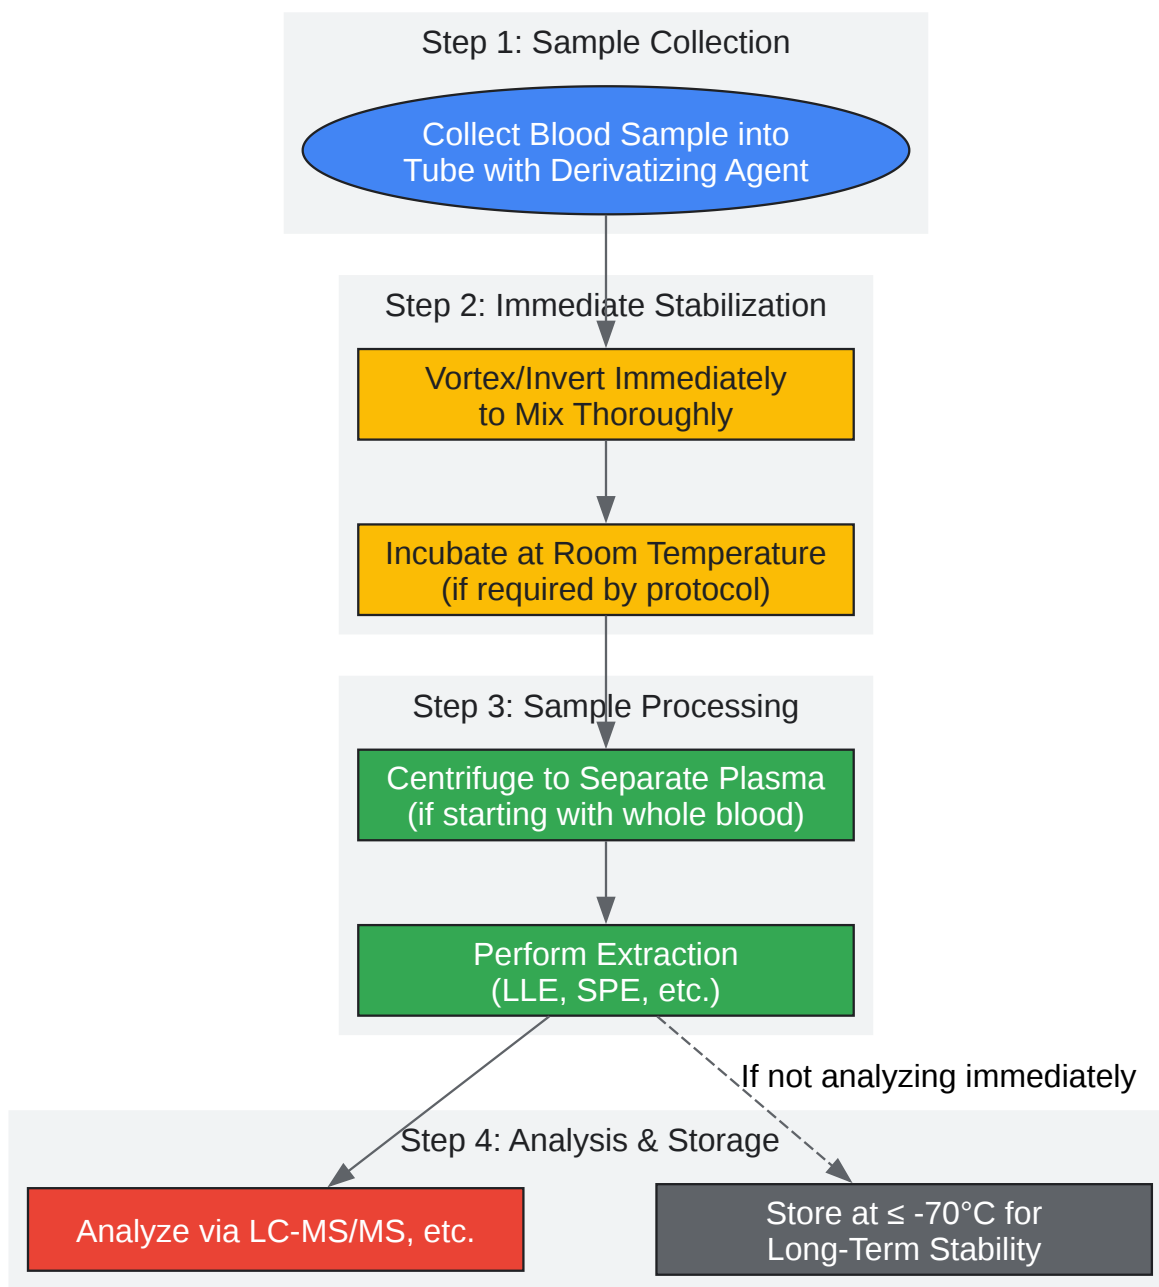 Step 1: Sample Collection
Collect Blood Sample into
Tube with Derivatizing Agent
Step 2: Immediate Stabilization
Vortex/Invert Immediately
to Mix Thoroughly
Incubate at Room Temperature
(if required by protocol)
Step 3: Sample Processing
Centrifuge to Separate Plasma
(if starting with whole blood)
Perform Extraction
(LLE, SPE, etc.)
If not analyzing immediately
Step 4: Analysis & Storage
Analyze via LC-MS/MS, etc.
Store at ≤ -70°C for
Long-Term Stability